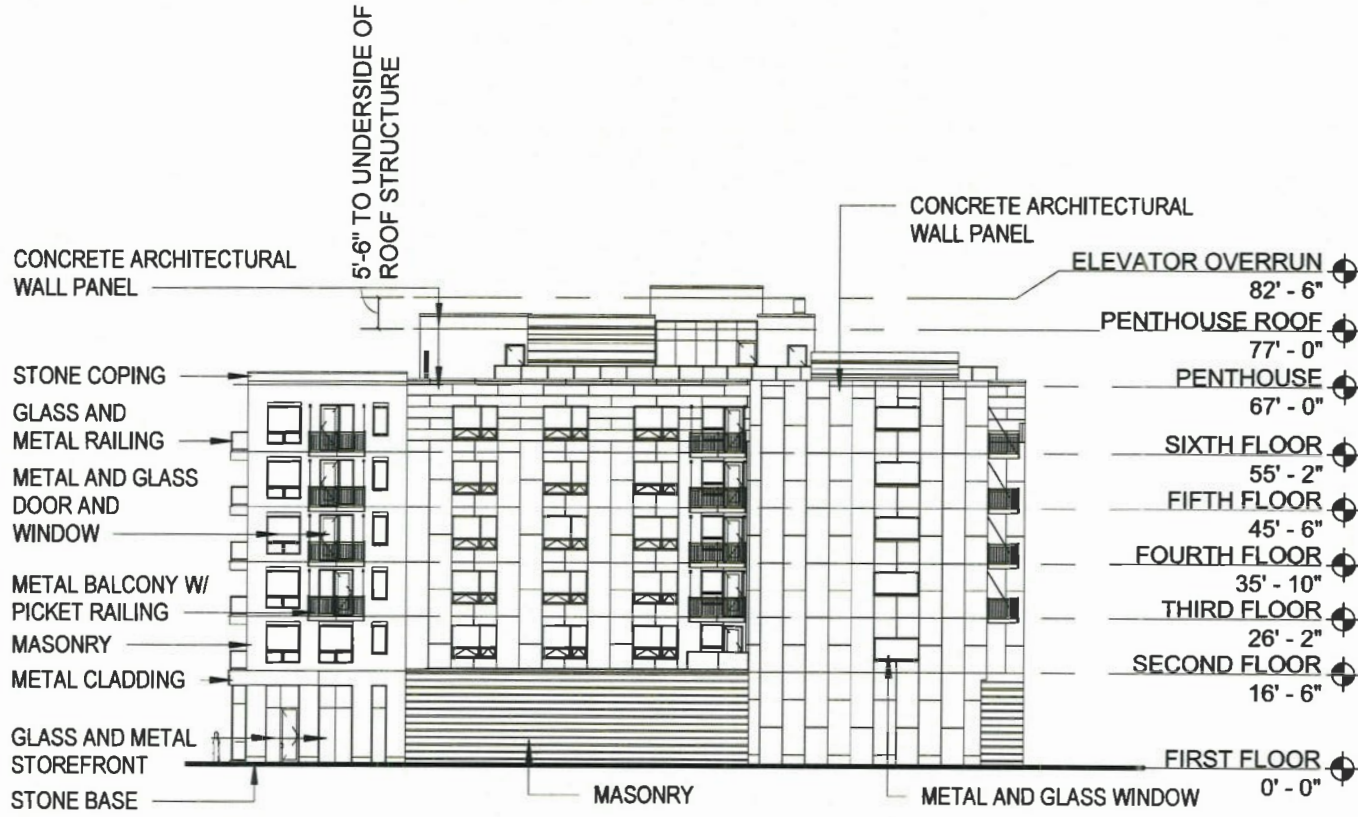 5'-6" TO UNDERSIDE OF
ROOF STRUCTURE
CONCRETE ARCHITECTURAL
WALL PANEL
STONE COPING
GLASS AND
METAL RAILING
METAL AND GLASS
DOOR AND
WINDOW
METAL BALCONY W/
PICKET RAILING
MASONRY
METAL CLADDING
GLASS AND METAL
STOREFRONT
STONE BASE
MASONRY
METAL AND GLASS WINDOW
CONCRETE ARCHITECTURAL
WALL PANEL
ELEVATOR OVERRUN
82' - 6"
PENTHOUSE ROOF
77' - 0"
PENTHOUSE
67' - 0"
SIXTH FLOOR
55' - 2"
FIFTH FLOOR
45' - 6"
FOURTH FLOOR
35' - 10"
THIRD FLOOR
26' - 2"
SECOND FLOOR
16' - 6"
FIRST FLOOR
0' - 0"